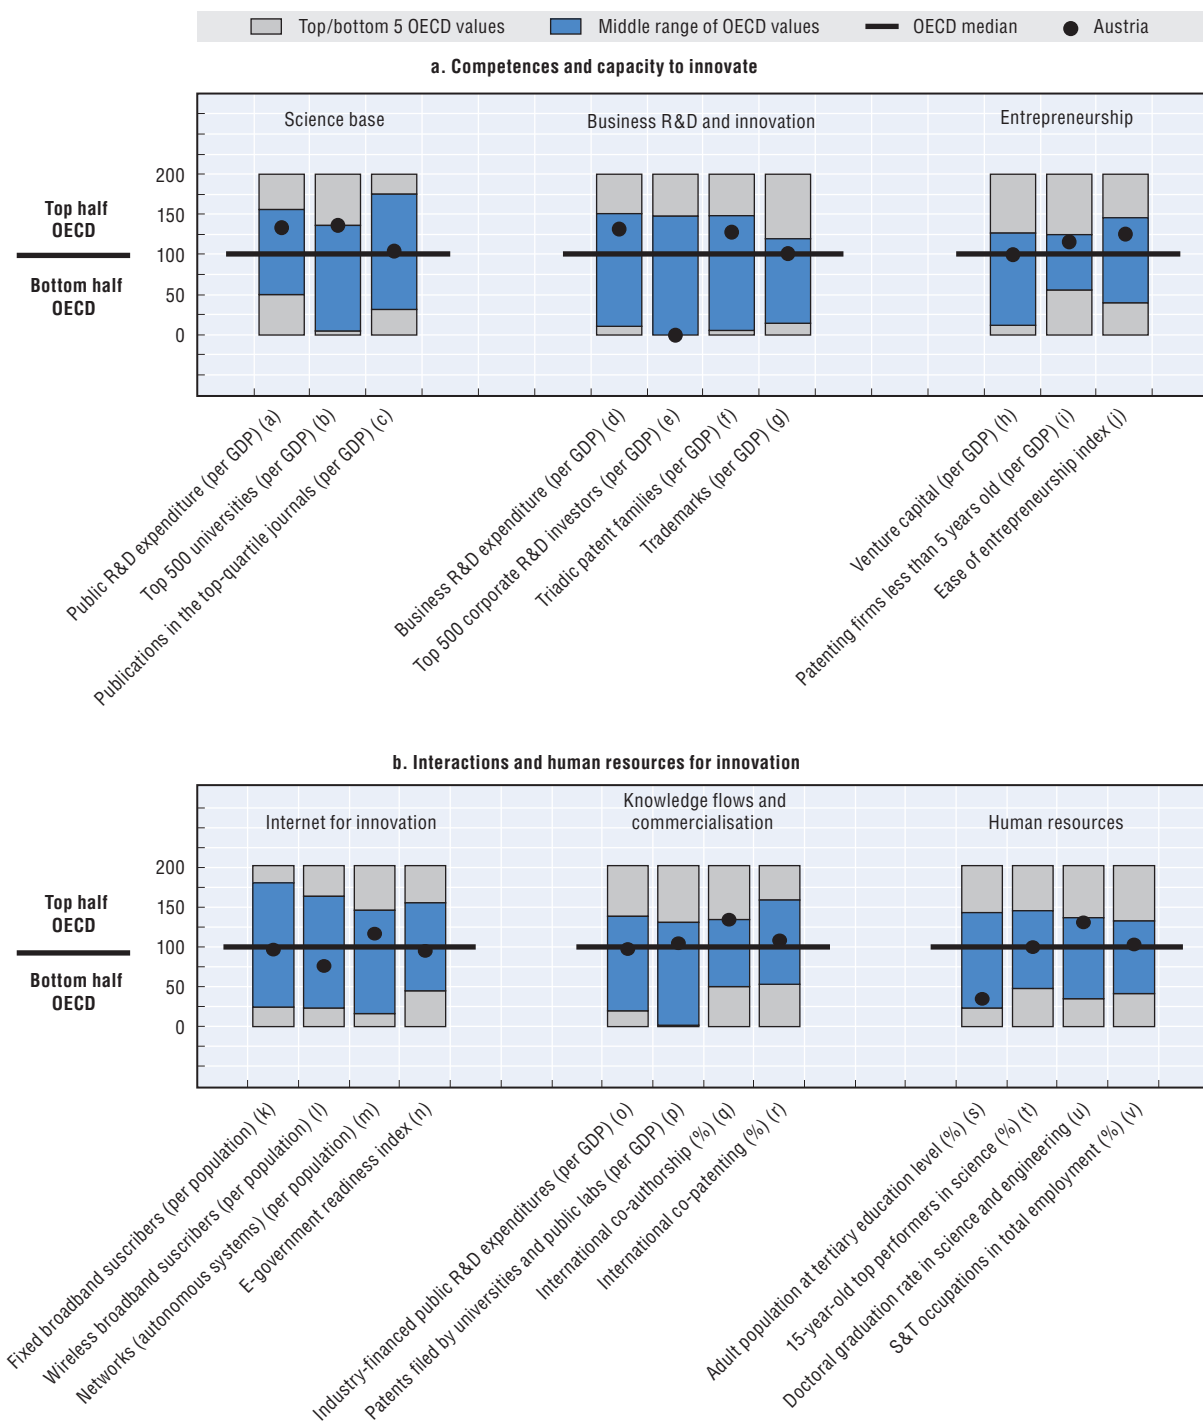 Top/bottom 5 OECD values
Middle range of OECD values
OECD median
Austria
a. Competences and capacity to innovate
Science base
Business R&D and innovation
Entrepreneurship
200
150
100
50
0
Top half
OECD
Bottom half
OECD
Public R&D expenditure (per GDP) (a)
Top 500 universities (per GDP) (b)
Publications in the top-quartile journals (per GDP) (c)
Business R&D expenditure (per GDP) (d)
Top 500 corporate R&D investors (per GDP) (e)
Triadic patent families (per GDP) (f)
Trademarks (per GDP) (g)
Venture capital (per GDP) (h)
Patenting firms less than 5 years old (per GDP) (i)
Ease of entrepreneurship index (j)
b. Interactions and human resources for innovation
Internet for innovation
Knowledge flows and
commercialisation
Human resources
200
150
100
50
0
Top half
OECD
Bottom half
OECD
Fixed broadband suscribers (per population) (k)
Wireless broadband suscribers (per population) (l)
Networks (autonomous systems) (per population) (m)
E-government readiness index (n)
Industry-financed public R&D expenditures (per GDP) (o)
Patents filed by universities and public labs (per GDP) (p)
International co-authorship (%) (q)
International co-patenting (%) (r)
Adult population at tertiary education level (%) (s)
15-year-old top performers in science (%) (t)
Doctoral graduation rate in science and engineering (u)
S&T occupations in total employment (%) (v)